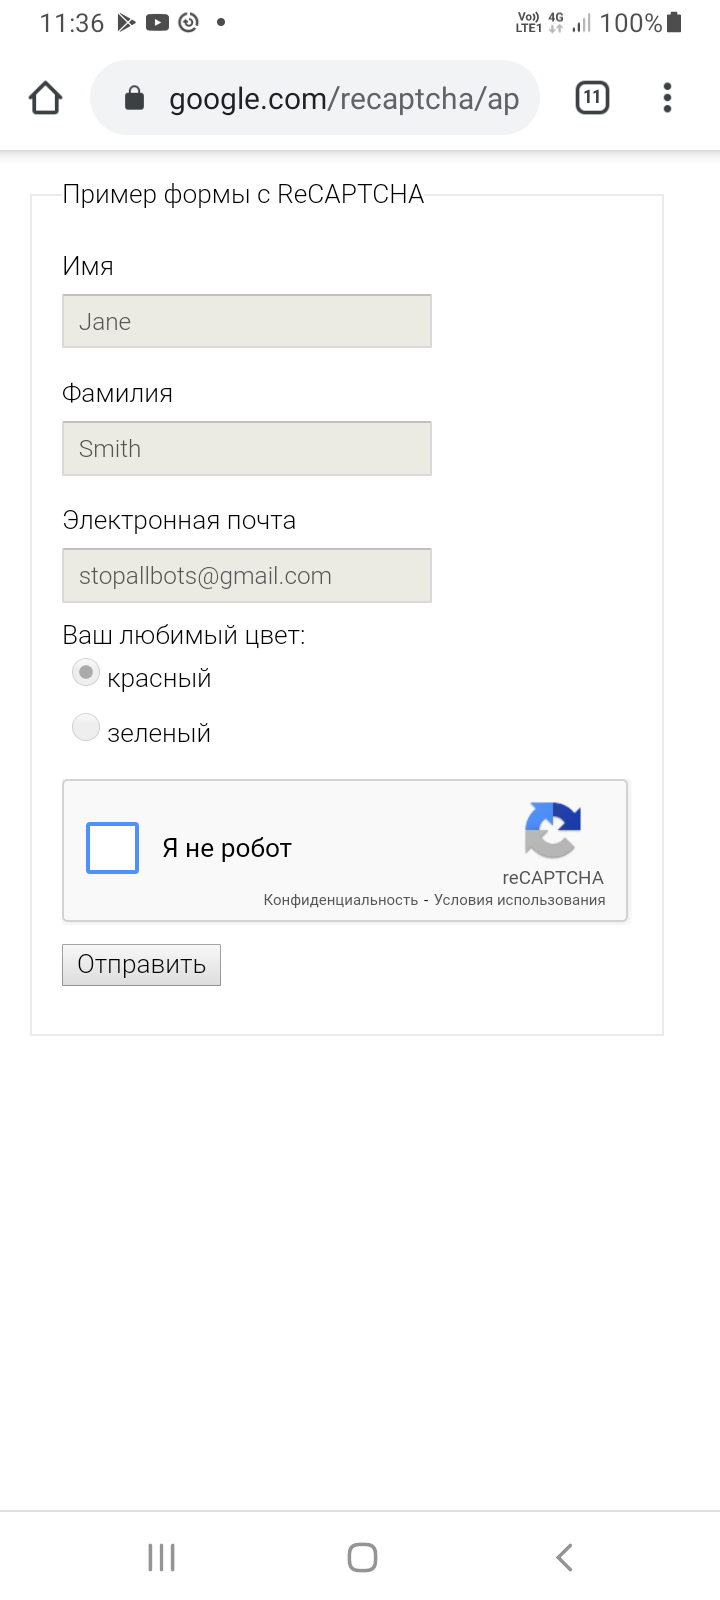 11:36
Vo)) LTE1 4G 100%
google.com/recaptcha/ap
11
Пример формы с ReCAPTCHA
Имя
Jane
Фамилия
Smith
Электронная почта
stopallbots@gmail.com
Ваш любимый цвет:
красный
зеленый
Я не робот
reCAPTCHA
Конфиденциальность - Условия использования
Отправить